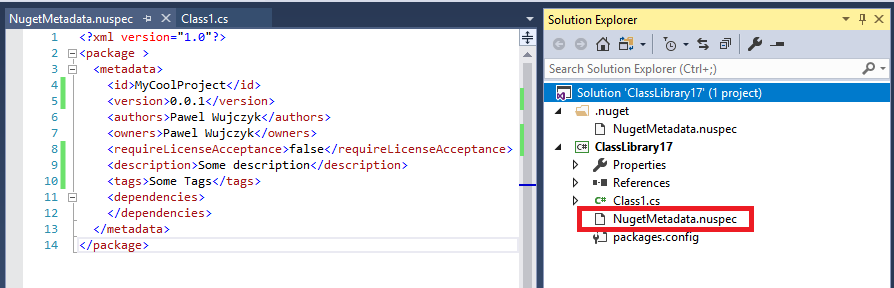 NugetMetadata.nuspec
Class1.cs
1 <?xml version="1.0"?>
2 <package >
3 <metadata>
4 <id>MyCoolProject</id>
5 <version>0.0.1</version>
6 <authors>Pawel Wujczyk</authors>
7 <owners>Pawel Wujczyk</owners>
8 <requireLicenseAcceptance>false</requireLicenseAcceptance>
9 <description>Some description</description>
10 <tags>Some Tags</tags>
11 <dependencies>
12 </dependencies>
13 </metadata>
14 </package>
Solution Explorer
Search Solution Explorer (Ctrl+;)
Solution 'ClassLibrary17' (1 project)
.nuget
NugetMetadata.nuspec
C# ClassLibrary17
Properties
References
C# Class1.cs
NugetMetadata.nuspec
packages.config